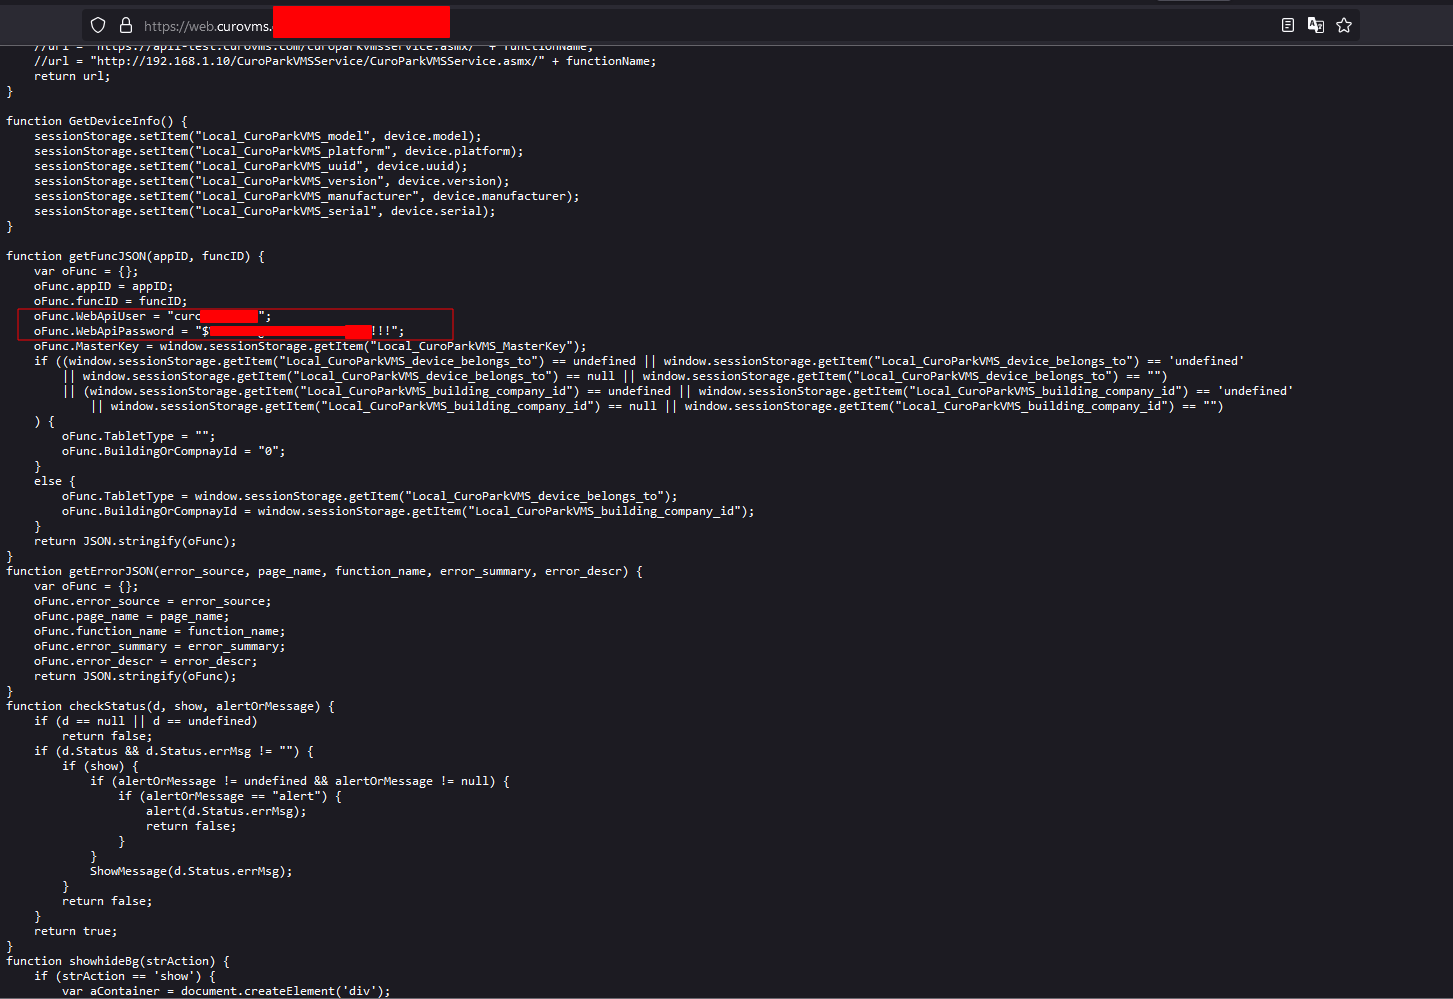 https://web.curovms.
//url = "https://api1-test.curovms.com/CuroParkVMSService.asmx/" + functionName;
//url = "http://192.168.1.10/CuroParkVMSService/CuroParkVMSService.asmx/" + functionName;
return url;
}
function GetDeviceInfo() {
sessionStorage.setItem("Local_CuroParkVMS_model", device.model);
sessionStorage.setItem("Local_CuroParkVMS_platform", device.platform);
sessionStorage.setItem("Local_CuroParkVMS_uuid", device.uuid);
sessionStorage.setItem("Local_CuroParkVMS_version", device.version);
sessionStorage.setItem("Local_CuroParkVMS_manufacturer", device.manufacturer);
sessionStorage.setItem("Local_CuroParkVMS_serial", device.serial);
}
function getFuncJSON(appID, funcID) {
var oFunc = {};
oFunc.appID = appID;
oFunc.funcID = funcID;
oFunc.WebApiUser = "curo";
oFunc.WebApiPassword = "$!!!";
oFunc.MasterKey = window.sessionStorage.getItem("Local_CuroParkVMS_MasterKey");
if ((window.sessionStorage.getItem("Local_CuroParkVMS_device_belongs_to") == undefined || window.sessionStorage.getItem("Local_CuroParkVMS_device_belongs_to") == 'undefined'
|| window.sessionStorage.getItem("Local_CuroParkVMS_device_belongs_to") == null || window.sessionStorage.getItem("Local_CuroParkVMS_device_belongs_to") == "")
|| (window.sessionStorage.getItem("Local_CuroParkVMS_building_company_id") == undefined || window.sessionStorage.getItem("Local_CuroParkVMS_building_company_id") == 'undefined'
|| window.sessionStorage.getItem("Local_CuroParkVMS_building_company_id") == null || window.sessionStorage.getItem("Local_CuroParkVMS_building_company_id") == "")
) {
oFunc.TabletType = "";
oFunc.BuildingOrCompnayId = "0";
}
else {
oFunc.TabletType = window.sessionStorage.getItem("Local_CuroParkVMS_device_belongs_to");
oFunc.BuildingOrCompnayId = window.sessionStorage.getItem("Local_CuroParkVMS_building_company_id");
}
return JSON.stringify(oFunc);
}
function getErrorJSON(error_source, page_name, function_name, error_summary, error_descr) {
var oFunc = {};
oFunc.error_source = error_source;
oFunc.page_name = page_name;
oFunc.function_name = function_name;
oFunc.error_summary = error_summary;
oFunc.error_descr = error_descr;
return JSON.stringify(oFunc);
}
function checkStatus(d, show, alertOrMessage) {
if (d == null || d == undefined)
return false;
if (d.Status && d.Status.errMsg != "") {
if (show) {
if (alertOrMessage != undefined && alertOrMessage != null) {
if (alertOrMessage == "alert") {
alert(d.Status.errMsg);
return false;
}
}
ShowMessage(d.Status.errMsg);
}
return false;
}
return true;
}
function showhideBg(strAction) {
if (strAction == 'show') {
var aContainer = document.createElement('div');